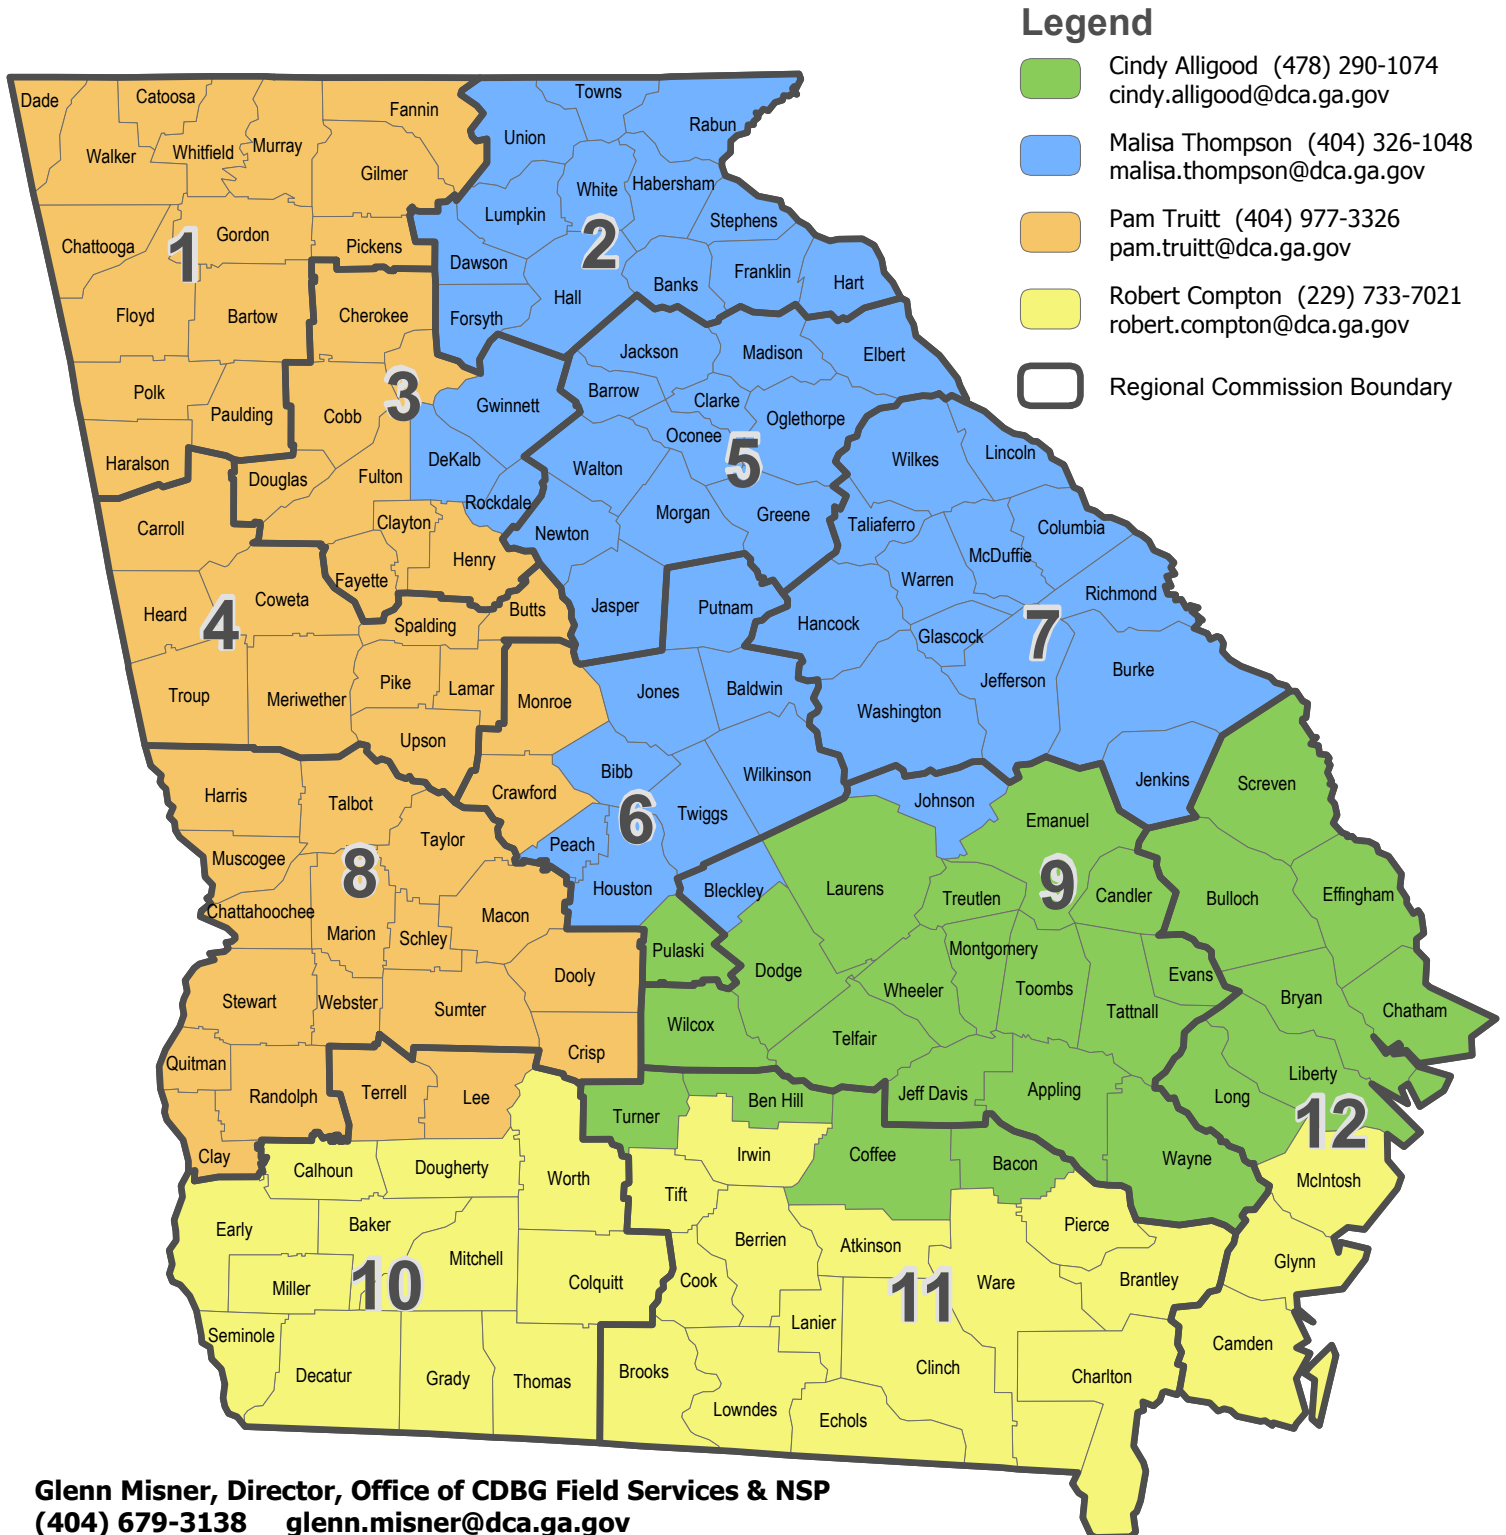 Legend
Cindy Alligood (478) 290-1074
cindy.alligood@dca.ga.gov
Malisa Thompson (404) 326-1048
malisa.thompson@dca.ga.gov
Pam Truitt (404) 977-3326
pam.truitt@dca.ga.gov
Robert Compton (229) 733-7021
robert.compton@dca.ga.gov
Regional Commission Boundary
Dade
Catoosa
Fannin
Walker
Whitfield
Murray
Gilmer
Chattooga
1
Gordon
Pickens
Floyd
Bartow
Polk
Paulding
Haralson
Towns
Union
Rabun
White
Habersham
Lumpkin
Stephens
2
Dawson
Banks
Franklin
Hart
Hall
Forsyth
Cherokee
3
Cobb
Gwinnett
DeKalb
Douglas
Fulton
Rockdale
Clayton
Henry
Fayette
Carroll
Heard
4
Coweta
Spalding
Butts
Troup
Meriwether
Pike
Lamar
Upson
Jackson
Madison
Elbert
Barrow
Clarke
Oglethorpe
Oconee
5
Walton
Morgan
Greene
Newton
Jasper
Putnam
Monroe
Jones
Baldwin
Bibb
Wilkinson
Crawford
6
Twiggs
Peach
Houston
Pulaski
Wilkes
Lincoln
Taliaferro
Columbia
McDuffie
Warren
Richmond
Hancock
Glascock
7
Jefferson
Burke
Washington
Jenkins
Harris
Talbot
Taylor
Muscogee
8
Chattahoochee
Marion
Schley
Macon
Dooly
Stewart
Webster
Sumter
Crisp
Quitman
Randolph
Clay
Johnson
Emanuel
Bleckley
Laurens
Treutlen
9
Candler
Montgomery
Dodge
Wheeler
Toombs
Evans
Tattnall
Wilcox
Telfair
Jeff Davis
Appling
Wayne
Screven
Bulloch
Effingham
Bryan
Chatham
Liberty
Long
12
McIntosh
Glynn
Camden
Terrell
Lee
Calhoun
Dougherty
Worth
Early
Baker
Mitchell
Miller
10
Colquitt
Seminole
Decatur
Grady
Thomas
Turner
Ben Hill
Irwin
Coffee
Bacon
Tift
Pierce
Berrien
Atkinson
Cook
11
Ware
Brantley
Lanier
Brooks
Clinch
Charlton
Lowndes
Echols
Glenn Misner, Director, Office of CDBG Field Services & NSP
(404) 679-3138 glenn.misner@dca.ga.gov